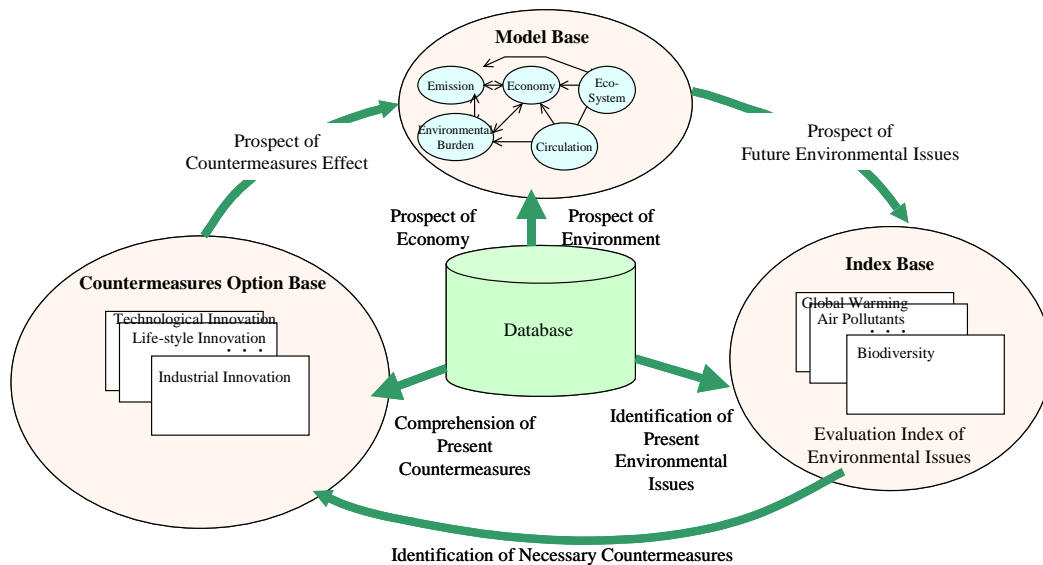 Model Base
Emission
Economy
Eco-
System
Environmental
Burden
Circulation
Prospect of
Countermeasures Effect
Prospect of
Future Environmental Issues
Prospect of
Economy
Prospect of
Environment
Countermeasures Option Base
Technological Innovation
Life-style Innovation
. . .
Industrial Innovation
Database
Index Base
Global Warming
Air Pollutants
. . .
Biodiversity
Evaluation Index of
Environmental Issues
Comprehension of
Present
Countermeasures
Identification of
Present
Environmental
Issues
Identification of Necessary Countermeasures